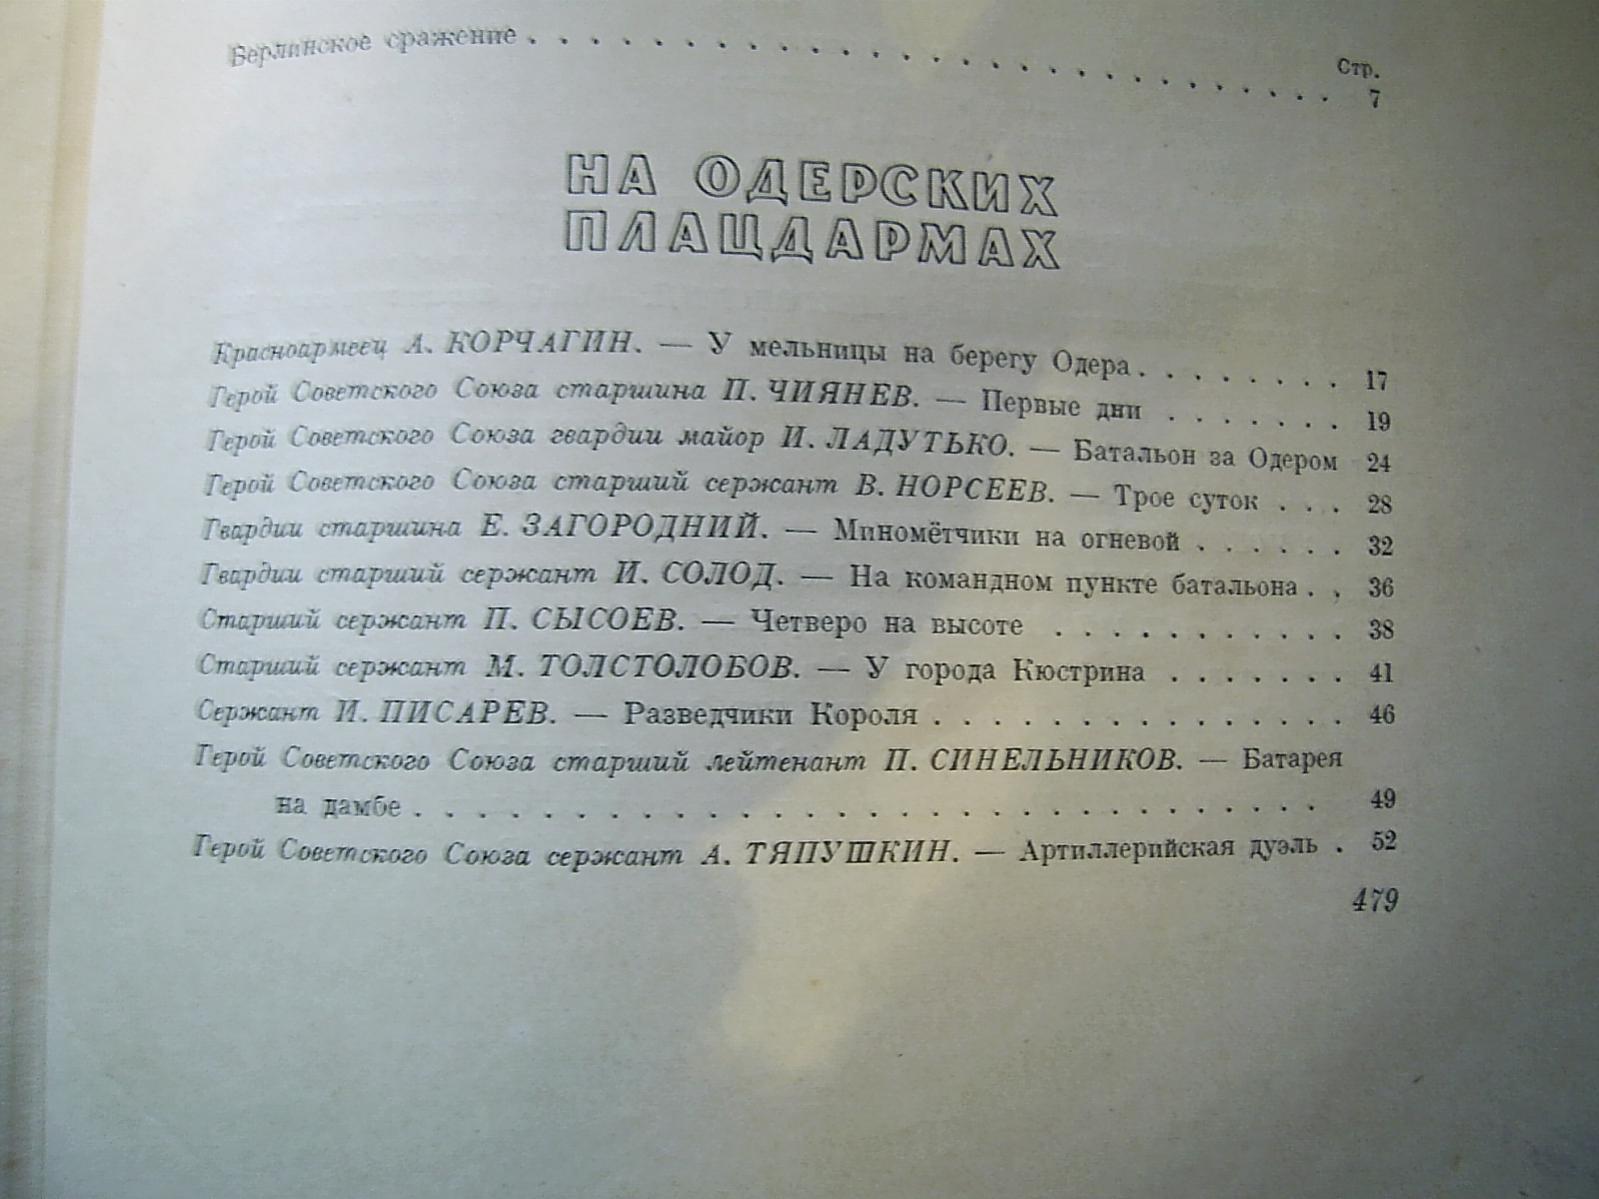 Стр.
Берлинское сражение . . . . . . . . . . . . . . . . . . . . . . . . . . . . . 7
НА ОДЕРСКИХ
ПЛАЦДАРМАХ
Красноармеец А. КОРЧАГИН. — У мельницы на берегу Одера . . . . . . . . 17
Герой Советского Союза старшина П. ЧИЯНЕВ. — Первые дни . . . . . . . 19
Герой Советского Союза гвардии майор И. ЛАДУТЬКО. — Батальон за Одером 24
Герой Советского Союза старший сержант В. НОРСЕЕВ. — Трое суток . . . 28
Гвардии старшина Е. ЗАГОРОДНИЙ. — Миномётчики на огневой . . . . . . 32
Гвардии старший сержант И. СОЛОД. — На командном пункте батальона . . 36
Старший сержант П. СЫСОЕВ. — Четверо на высоте . . . . . . . . . . . 38
Старший сержант М. ТОЛСТОЛОБОВ. — У города Кюстрина . . . . . . . 41
Сержант И. ПИСАРЕВ. — Разведчики Короля . . . . . . . . . . . . . . . 46
Герой Советского Союза старший лейтенант П. СИНЕЛЬНИКОВ. — Батарея
на дамбе . . . . . . . . . . . . . . . . . . . . . . . . . . . . . 49
Герой Советского Союза сержант А. ТЯПУШКИН. — Артиллерийская дуэль . 52
479